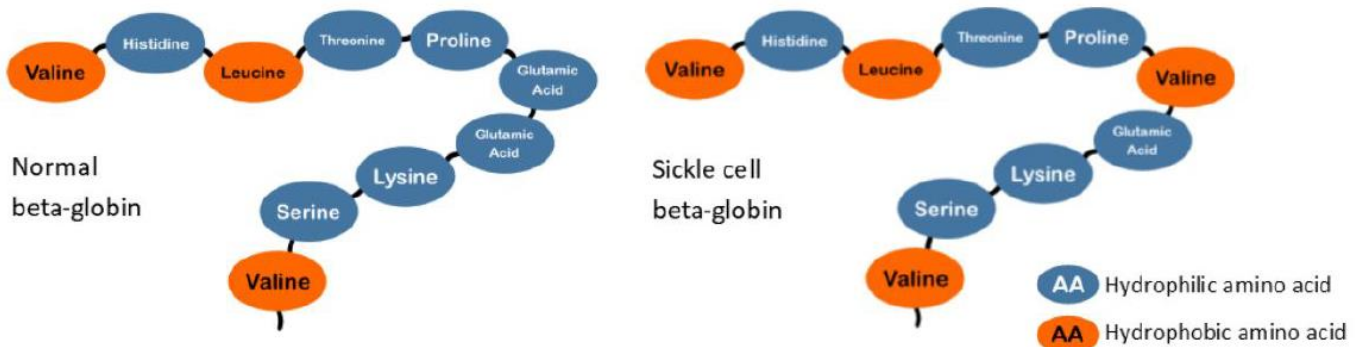 Valine
Histidine
Leucine
Threonine
Proline
Glutamic
Acid
Glutamic
Acid
Lysine
Serine
Valine
Normal
beta-globin
Valine
Histidine
Leucine
Threonine
Proline
Valine
Glutamic
Acid
Lysine
Serine
Valine
Sickle cell
beta-globin
AA Hydrophilic amino acid
AA Hydrophobic amino acid